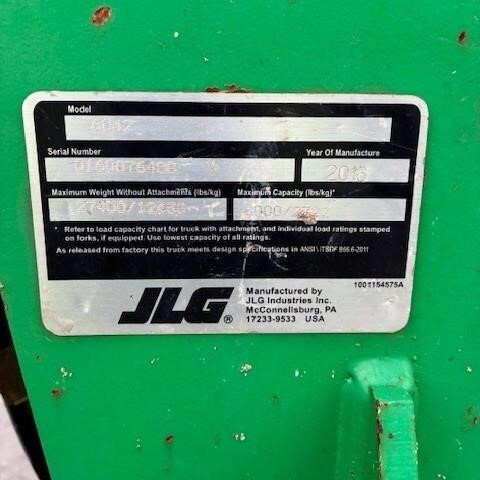 Model
6042
Serial Number
Year Of Manufacture
2016
Maximum Weight Without Attachments (lbs/kg)
Maximum Capacity (lbs/kg)*
* Refer to load capacity chart for truck with attachment, and individual load ratings stamped
on forks, if equipped. Use lowest capacity of all ratings.
As released from factory this truck meets design specifications in ANSI \ ITSDF B56.6-2011
1001154575A
JLG®
Manufactured by
JLG Industries Inc.
McConnellsburg, PA
17233-9533 USA